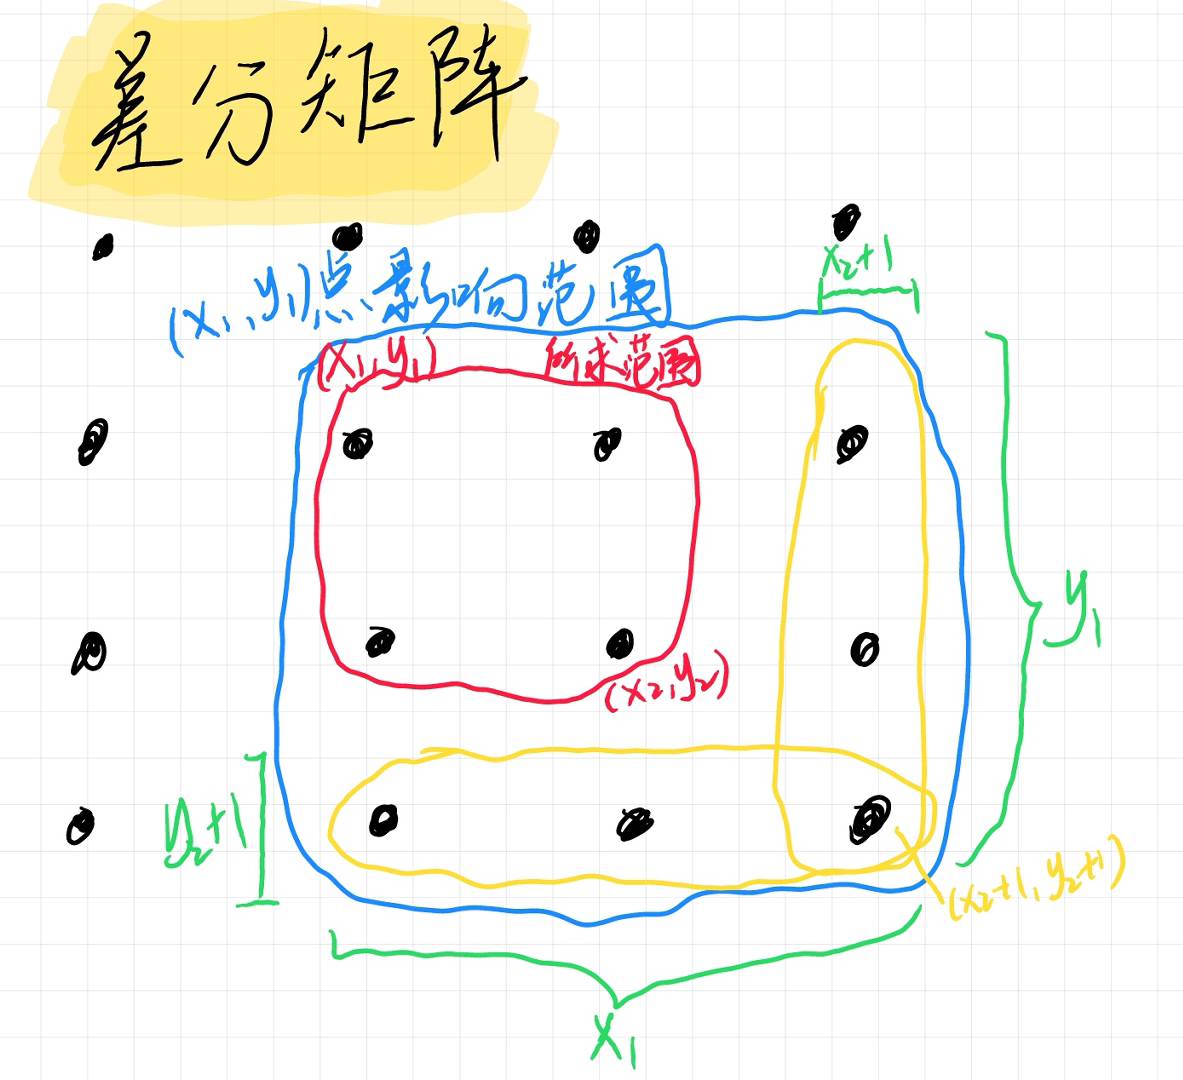 差分矩阵
x₂+1
(x₁,y₁)点影响范围
(x₁,y₁)
所求范围
y₁
(x₂,y₂)
y₂+1
(x₂+1,y₂+1)
x₁